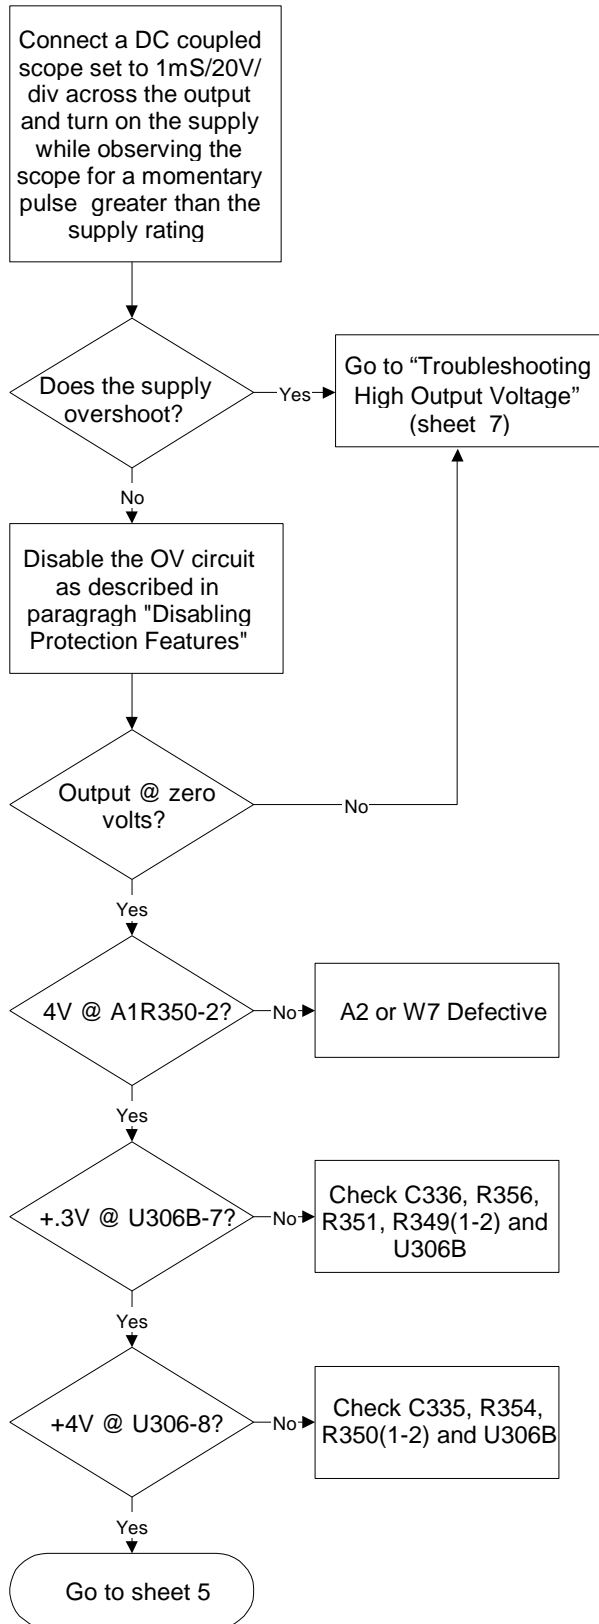 Connect a DC coupled
scope set to 1mS/20V/
div across the output
and turn on the supply
while observing the
scope for a momentary
pulse greater than the
supply rating
Does the supply
overshoot?
Yes
Go to “Troubleshooting
High Output Voltage”
(sheet 7)
No
Disable the OV circuit
as described in
paragragh "Disabling
Protection Features"
Output @ zero
volts?
No
Yes
4V @ A1R350-2?
No
A2 or W7 Defective
Yes
+.3V @ U306B-7?
No
Check C336, R356,
R351, R349(1-2) and
U306B
Yes
+4V @ U306-8?
No
Check C335, R354,
R350(1-2) and U306B
Yes
Go to sheet 5